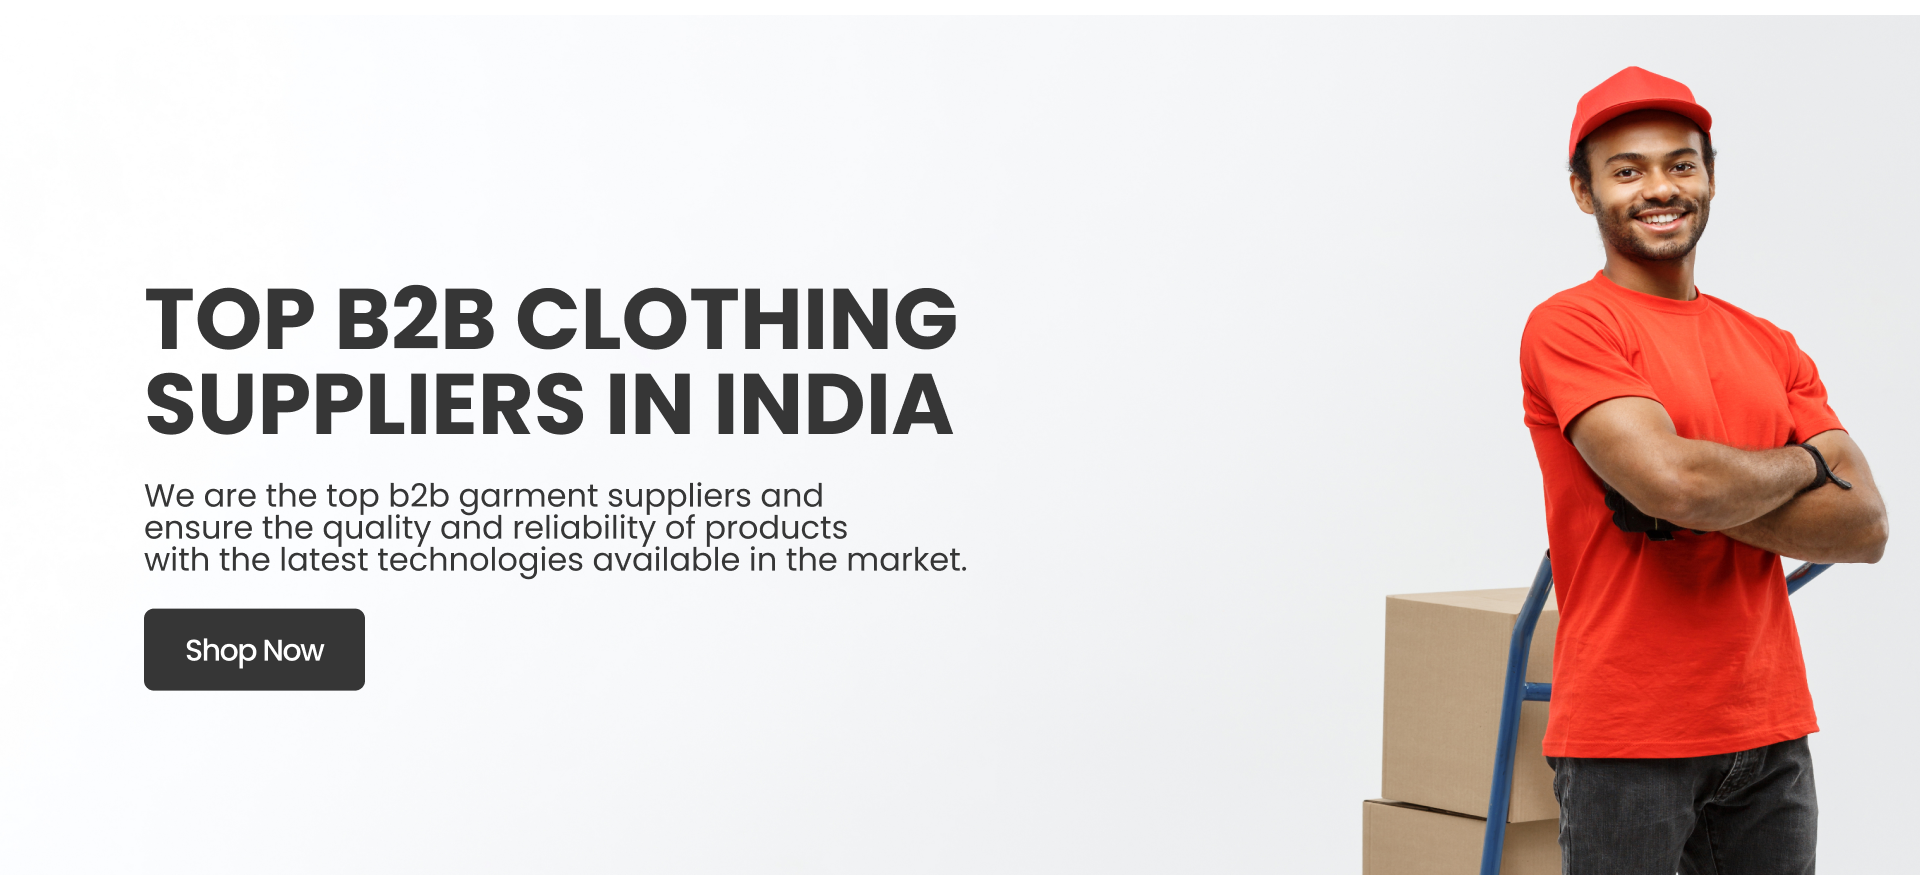 TOP B2B CLOTHING
SUPPLIERS IN INDIA
We are the top b2b garment suppliers and
ensure the quality and reliability of products
with the latest technologies available in the market.
Shop Now